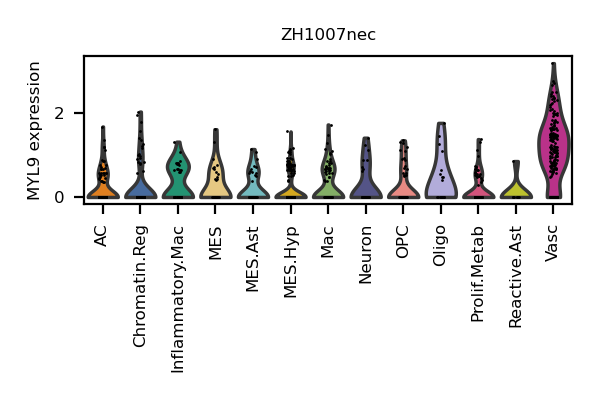 ZH1007nec
MYL9 expression
2
0
AC
Chromatin.Reg
Inflammatory.Mac
MES
MES.Ast
MES.Hyp
Mac
Neuron
OPC
Oligo
Prolif.Metab
Reactive.Ast
Vasc